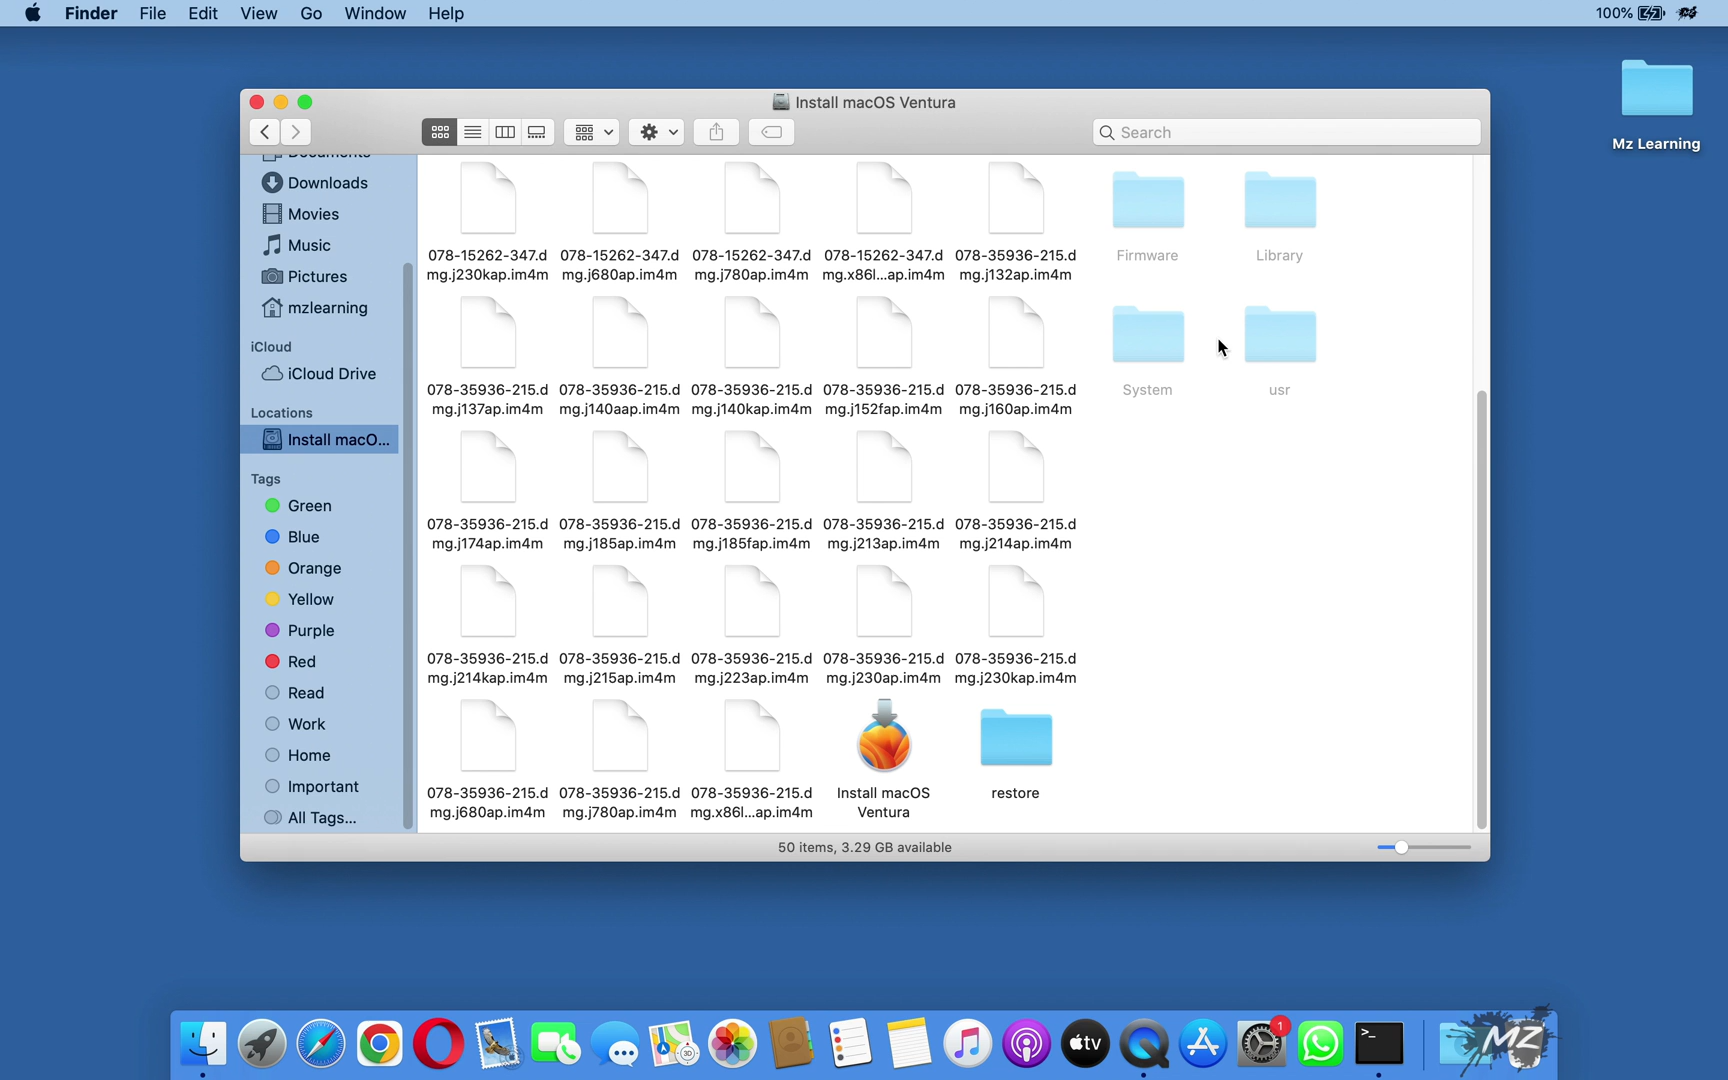 Finder File Edit View Go Window Help
100%
Install macOS Ventura
Search
Mz Learning
Downloads
Movies
Music
Pictures
mzlearning
iCloud
iCloud Drive
Locations
Install macO...
Tags
Green
Blue
Orange
Yellow
Purple
Red
Read
Work
Home
Important
All Tags...
078-15262-347.d 078-15262-347.d 078-15262-347.d 078-15262-347.d 078-35936-215.d Firmware Library
mg.j230kap.im4m mg.j680ap.im4m mg.j780ap.im4m mg.x86l...ap.im4m mg.j132ap.im4m
078-35936-215.d 078-35936-215.d 078-35936-215.d 078-35936-215.d 078-35936-215.d System usr
mg.j137ap.im4m mg.j140aap.im4m mg.j140kap.im4m mg.j152fap.im4m mg.j160ap.im4m
078-35936-215.d 078-35936-215.d 078-35936-215.d 078-35936-215.d 078-35936-215.d
mg.j174ap.im4m mg.j185ap.im4m mg.j185fap.im4m mg.j213ap.im4m mg.j214ap.im4m
078-35936-215.d 078-35936-215.d 078-35936-215.d 078-35936-215.d 078-35936-215.d
mg.j214kap.im4m mg.j215ap.im4m mg.j223ap.im4m mg.j230ap.im4m mg.j230kap.im4m
078-35936-215.d 078-35936-215.d 078-35936-215.d Install macOS restore
mg.j680ap.im4m mg.j780ap.im4m mg.x86l...ap.im4m Ventura
50 items, 3.29 GB available
3D
tv
1
>_
MZ